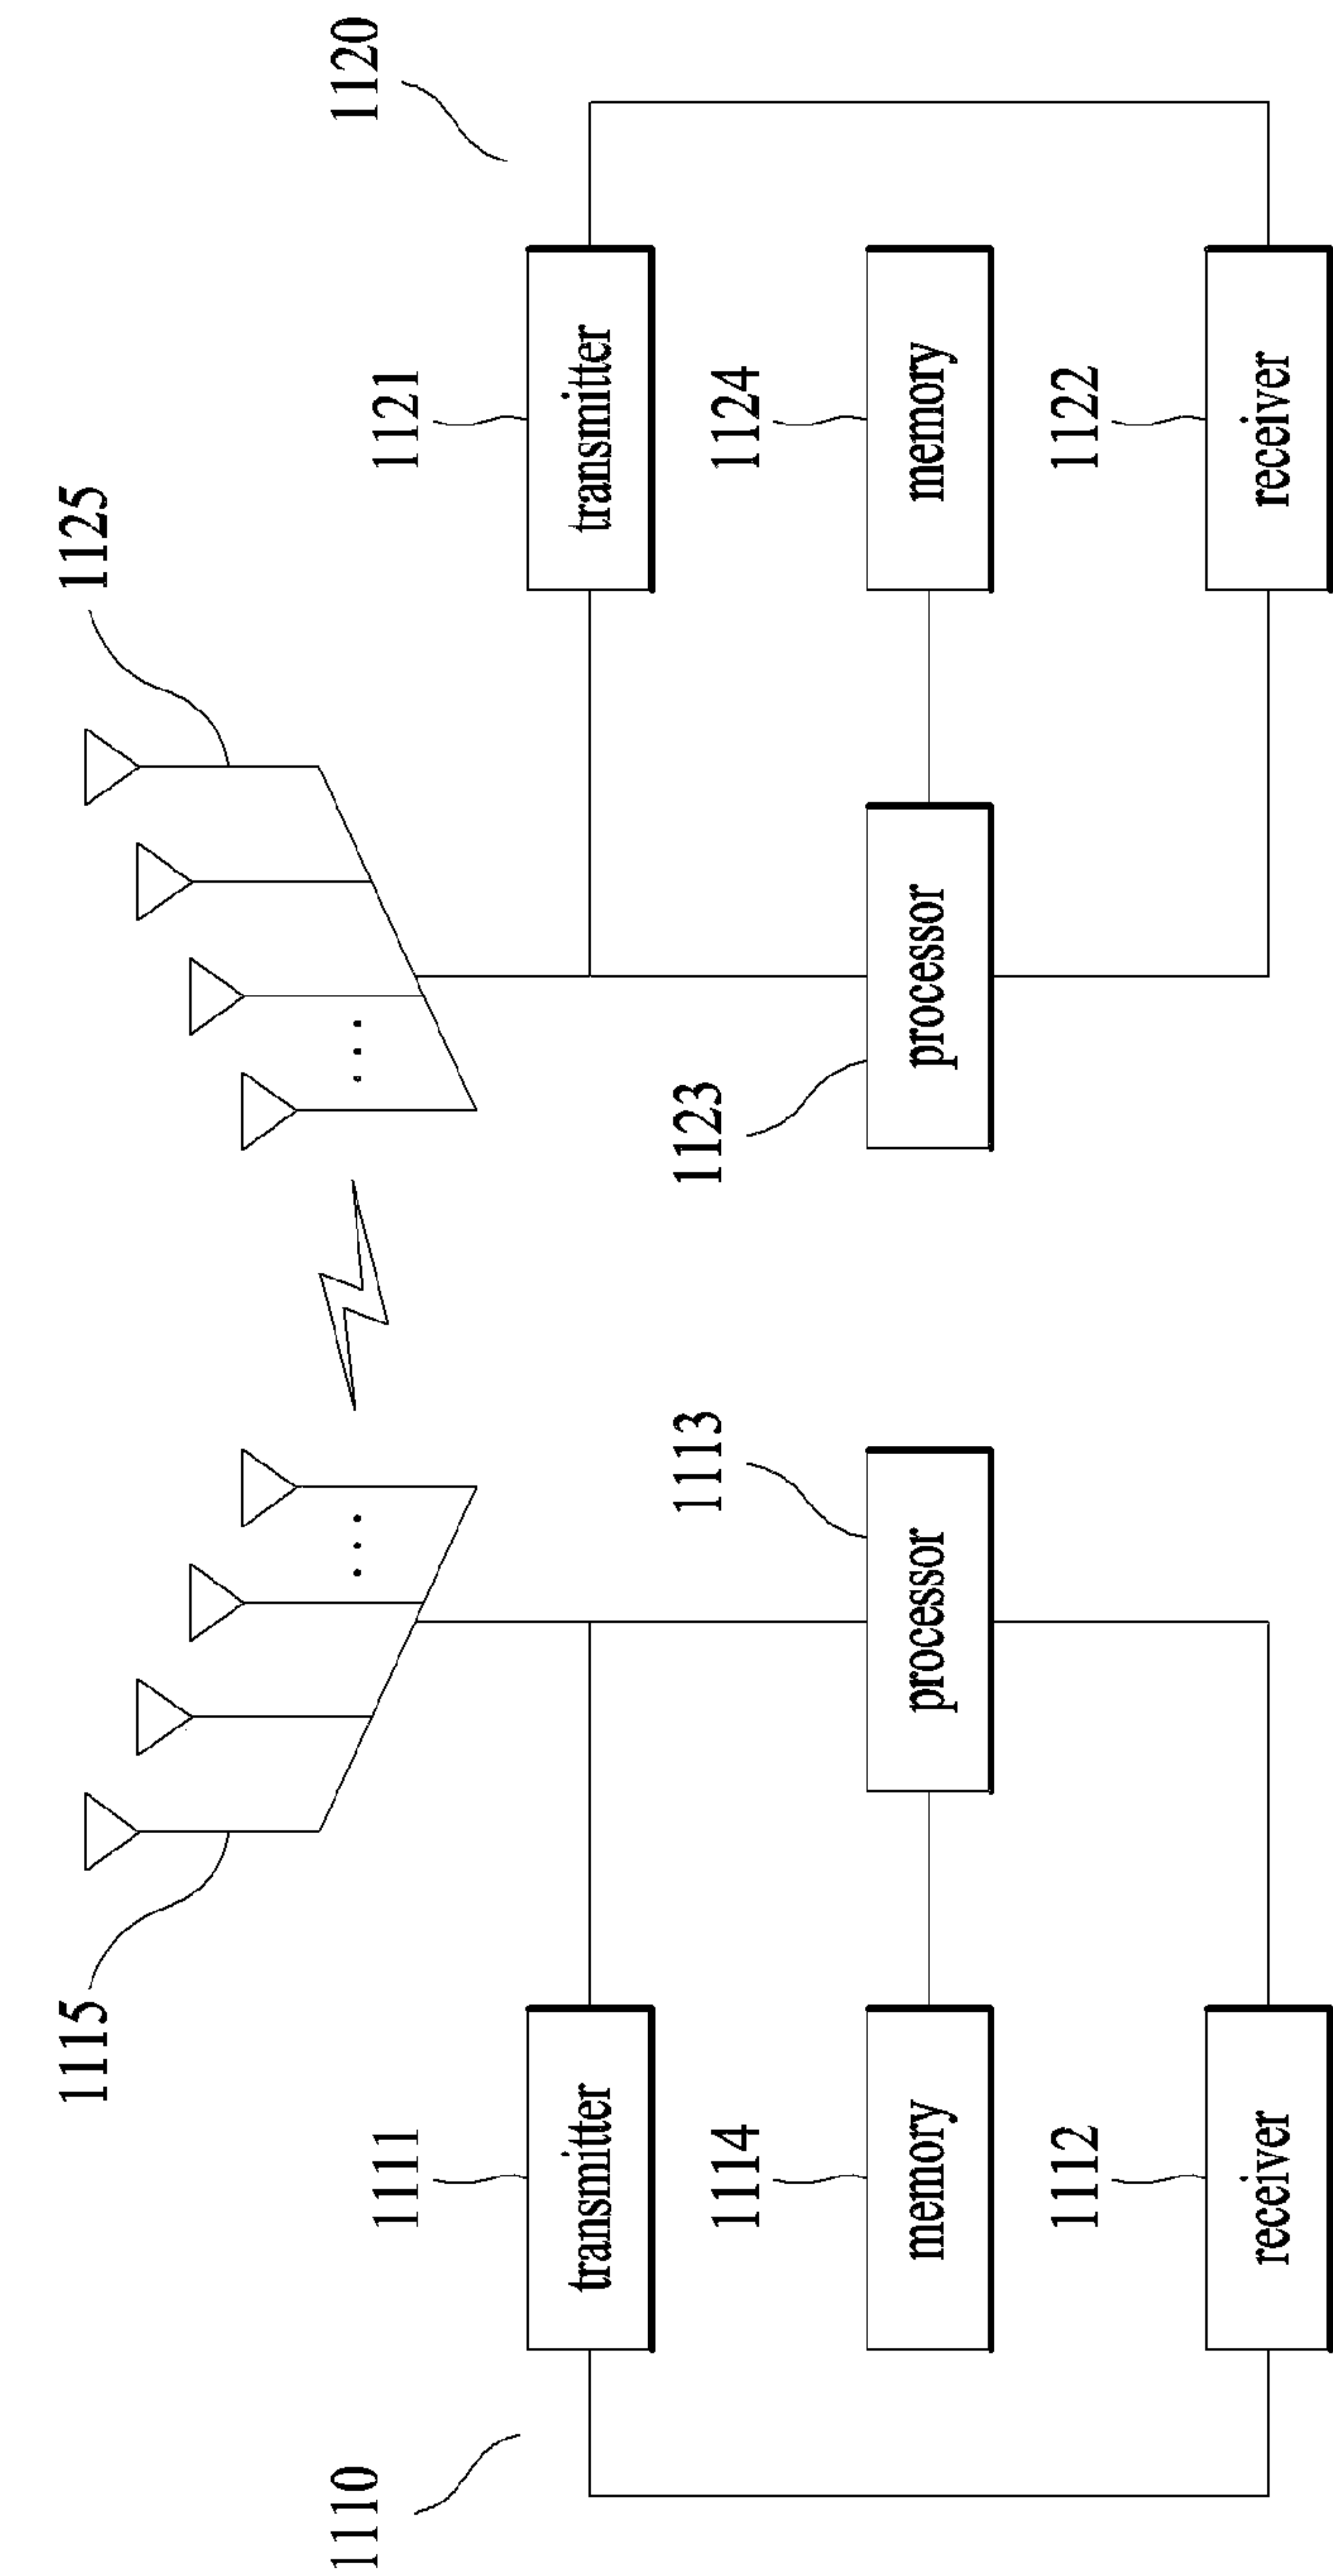 1115
1125
1110
1120
1111
transmitter
1121
transmitter
1113
processor
1123
processor
1114
memory
1124
memory
1112
receiver
1122
receiver